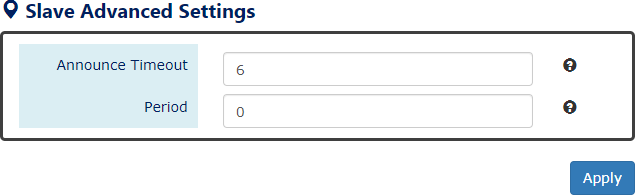 Slave Advanced Settings
Announce Timeout 6
Period 0
Apply